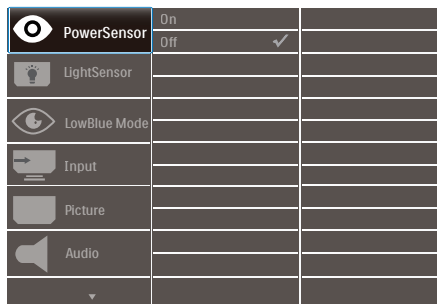 PowerSensor
On
Off
LightSensor
LowBlue Mode
Input
Picture
Audio